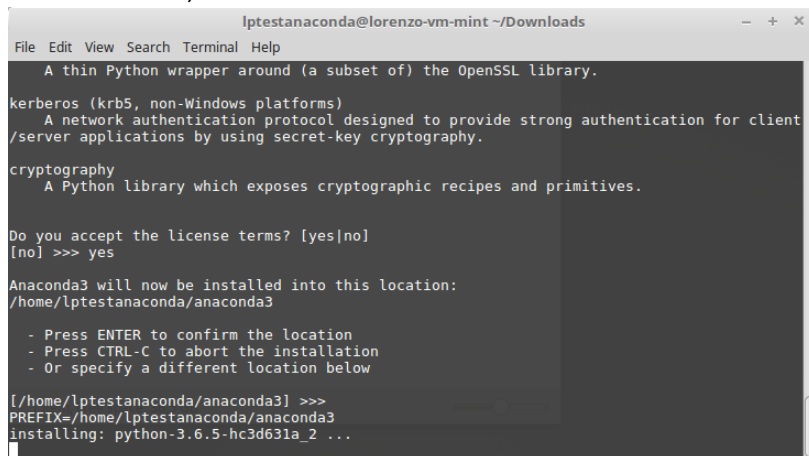 lptestanaconda@lorenzo-vm-mint ~/Downloads
File Edit View Search Terminal Help
A thin Python wrapper around (a subset of) the OpenSSL library.
kerberos (krb5, non-Windows platforms)
A network authentication protocol designed to provide strong authentication for client
/server applications by using secret-key cryptography.
cryptography
A Python library which exposes cryptographic recipes and primitives.
Do you accept the license terms? [yes|no]
[no] >>> yes
Anaconda3 will now be installed into this location:
/home/lptestanaconda/anaconda3
- Press ENTER to confirm the location
- Press CTRL-C to abort the installation
- Or specify a different location below
[/home/lptestanaconda/anaconda3] >>>
PREFIX=/home/lptestanaconda/anaconda3
installing: python-3.6.5-hc3d631a_2 ...